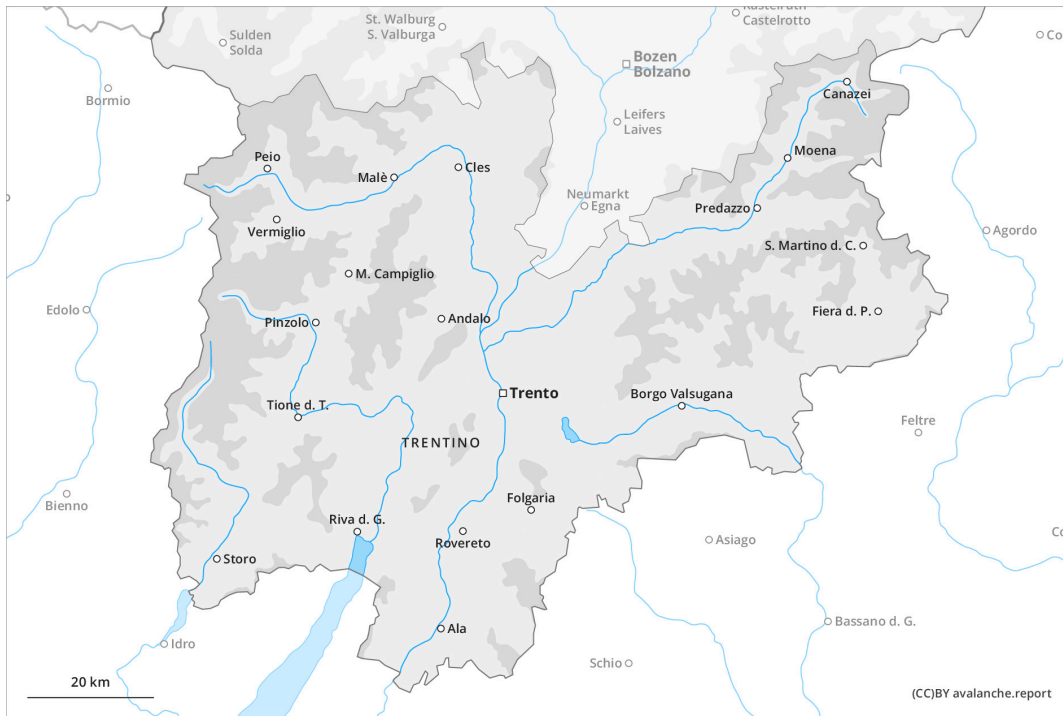 St. Walburg
S. Valburga
Kastelruth
Castelrotto
Sulden
Solda
Bozen
Bolzano
Bormio
Canazei
Leifers
Laives
Moena
Peio
Malè
Cles
Neumarkt
Egna
Predazzo
Vermiglio
Agordo
S. Martino d. C.
M. Campiglio
Edolo
Pinzolo
Andalo
Fiera d. P.
Trento
Borgo Valsugana
Tione d. T.
Feltre
TRENTINO
Bienno
Folgaria
Riva d. G.
Rovereto
Asiago
Storo
Bassano d. G.
Ala
Idro
Schio
20 km
(CC)BY avalanche.report